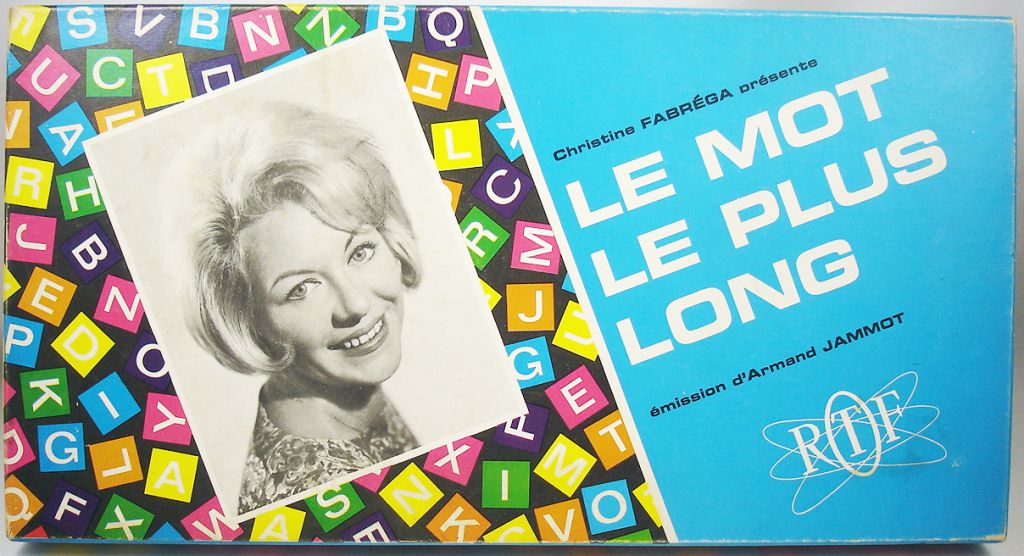 Christine FABRÉGA présente
LE MOT
LE PLUS
LONG
émission d'Armand JAMMOT
RTF